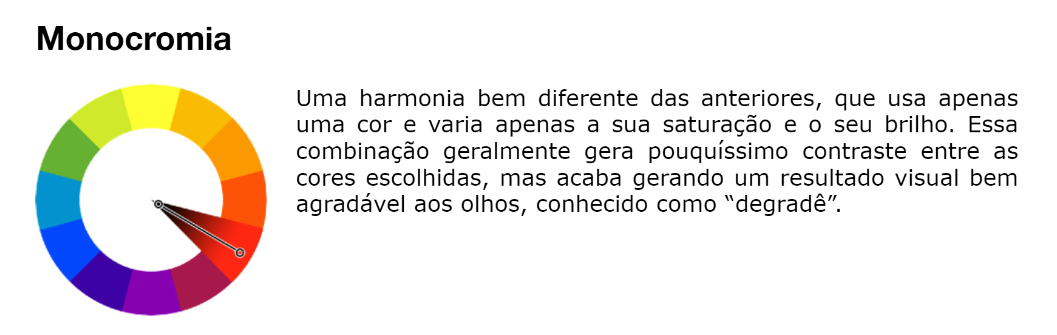 Monocromia
Uma harmonia bem diferente das anteriores, que usa apenas
uma cor e varia apenas a sua saturação e o seu brilho. Essa
combinação geralmente gera pouquíssimo contraste entre as
cores escolhidas, mas acaba gerando um resultado visual bem
agradável aos olhos, conhecido como “degradê”.